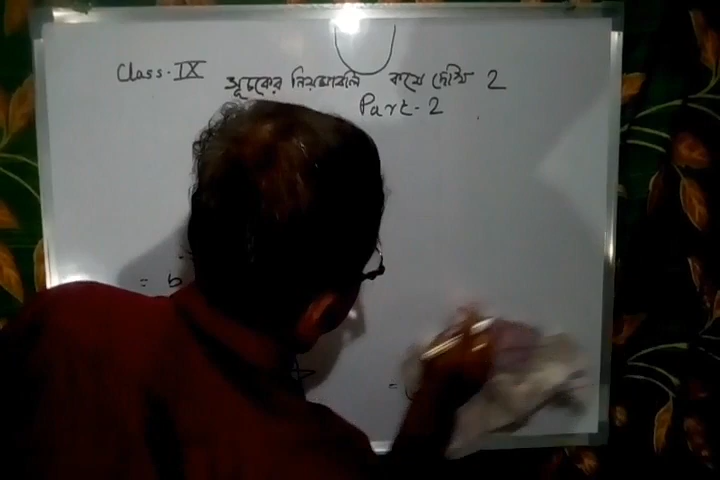 Class-IX সূচকের নিয়মাবলি কষে দেখি 2
Part-2
= b
=